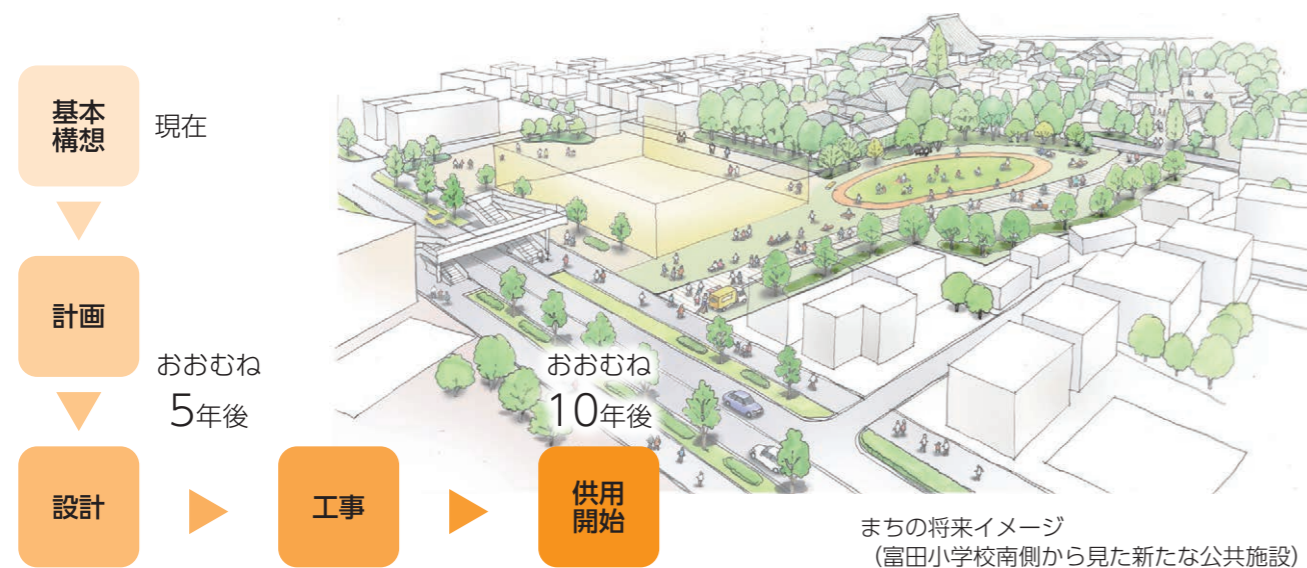 基本
構想
現在
計画
おおむね
5年後
設計
工事
おおむね
10年後
供用
開始
まちの将来イメージ
（富田小学校南側から見た新たな公共施設）